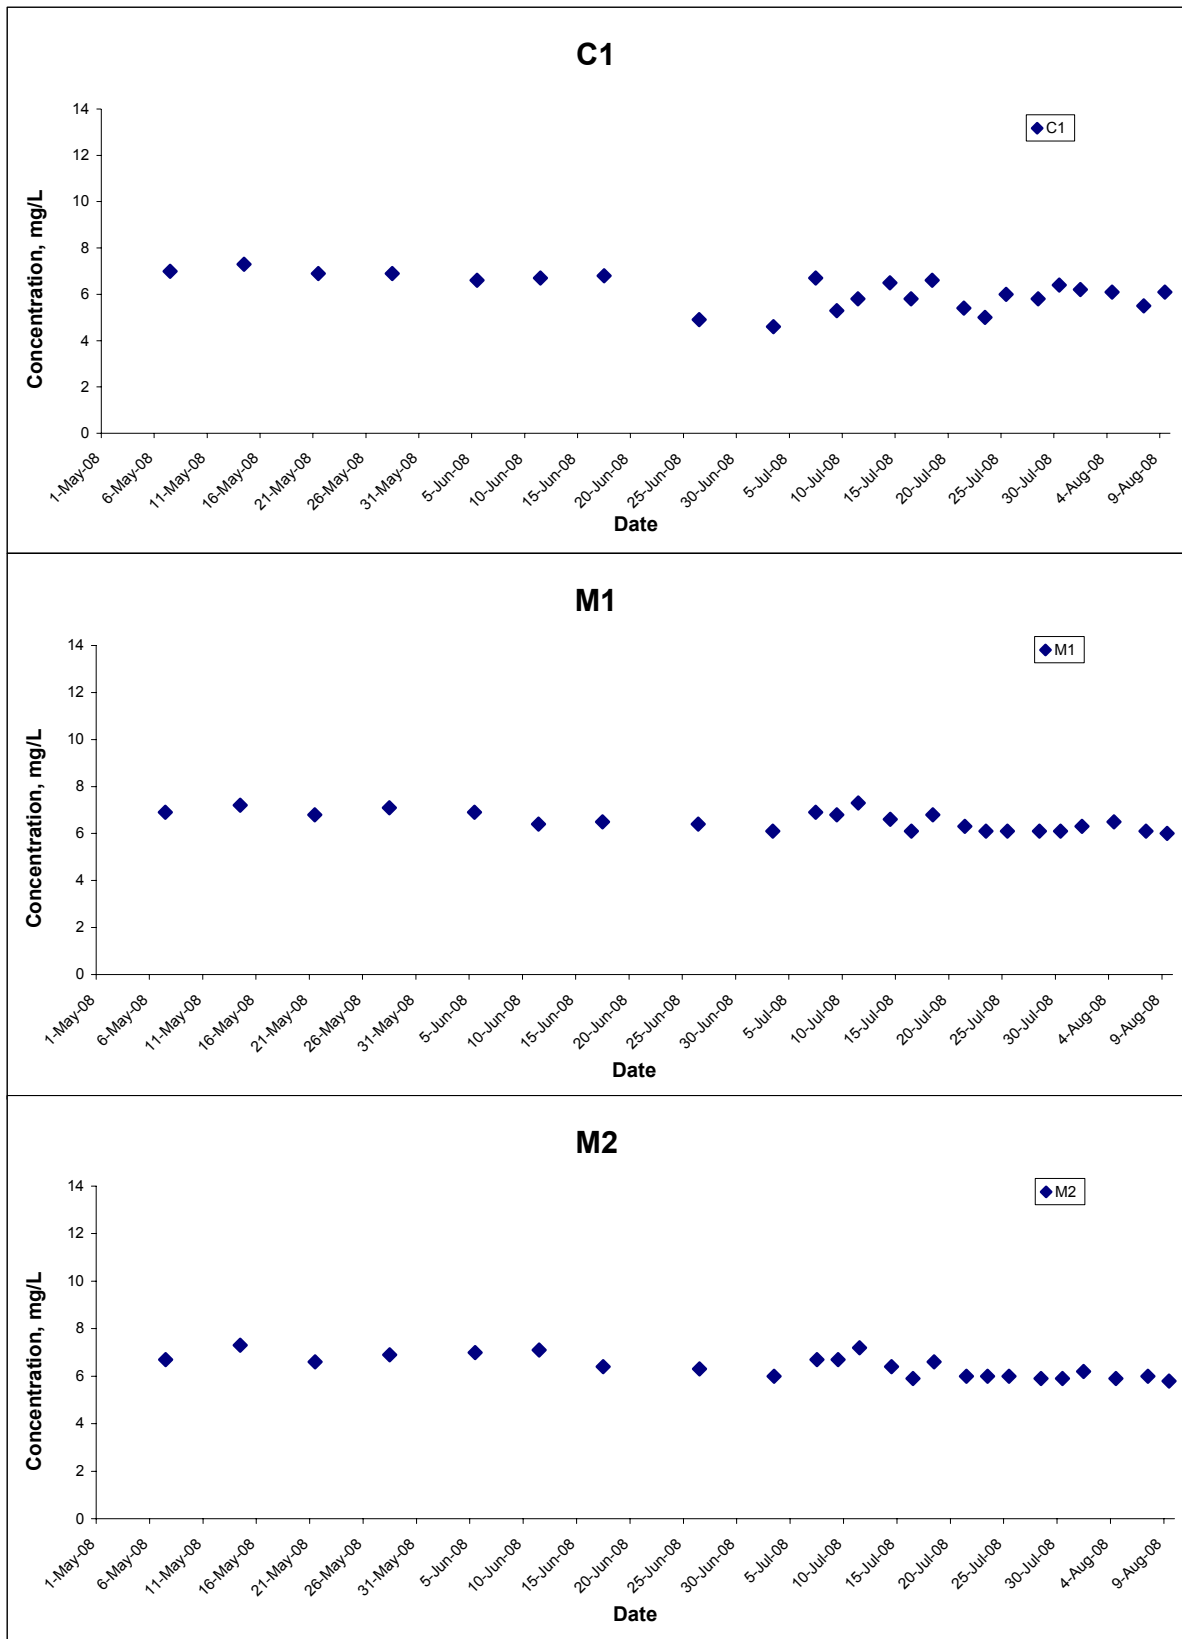 C1
14
12
10
8
6
4
2
0
Concentration, mg/L
C1
1-May-08
6-May-08
11-May-08
16-May-08
21-May-08
26-May-08
31-May-08
5-Jun-08
10-Jun-08
15-Jun-08
20-Jun-08
25-Jun-08
30-Jun-08
5-Jul-08
10-Jul-08
15-Jul-08
20-Jul-08
25-Jul-08
30-Jul-08
4-Aug-08
9-Aug-08
Date
M1
14
12
10
8
6
4
2
0
Concentration, mg/L
M1
1-May-08
6-May-08
11-May-08
16-May-08
21-May-08
26-May-08
31-May-08
5-Jun-08
10-Jun-08
15-Jun-08
20-Jun-08
25-Jun-08
30-Jun-08
5-Jul-08
10-Jul-08
15-Jul-08
20-Jul-08
25-Jul-08
30-Jul-08
4-Aug-08
9-Aug-08
Date
M2
14
12
10
8
6
4
2
0
Concentration, mg/L
M2
1-May-08
6-May-08
11-May-08
16-May-08
21-May-08
26-May-08
31-May-08
5-Jun-08
10-Jun-08
15-Jun-08
20-Jun-08
25-Jun-08
30-Jun-08
5-Jul-08
10-Jul-08
15-Jul-08
20-Jul-08
25-Jul-08
30-Jul-08
4-Aug-08
9-Aug-08
Date